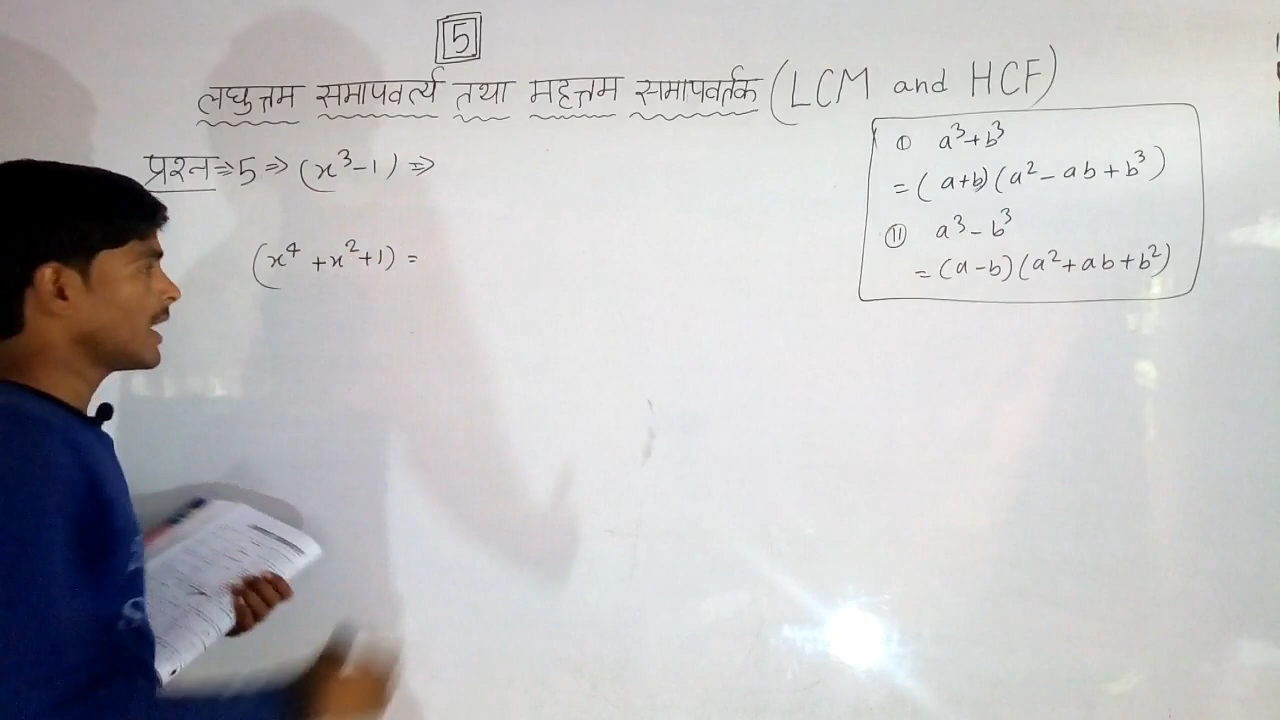 5
लघुत्तम समापवर्त्य तथा महत्तम समापवर्तक (LCM and HCF)
प्रश्न⇒5⇒ (x³-1) ⇒
(x⁴+x²+1) =
① a³+b³
= (a+b)(a²-ab+b³)
⑪ a³-b³
= (a-b)(a²+ab+b²)